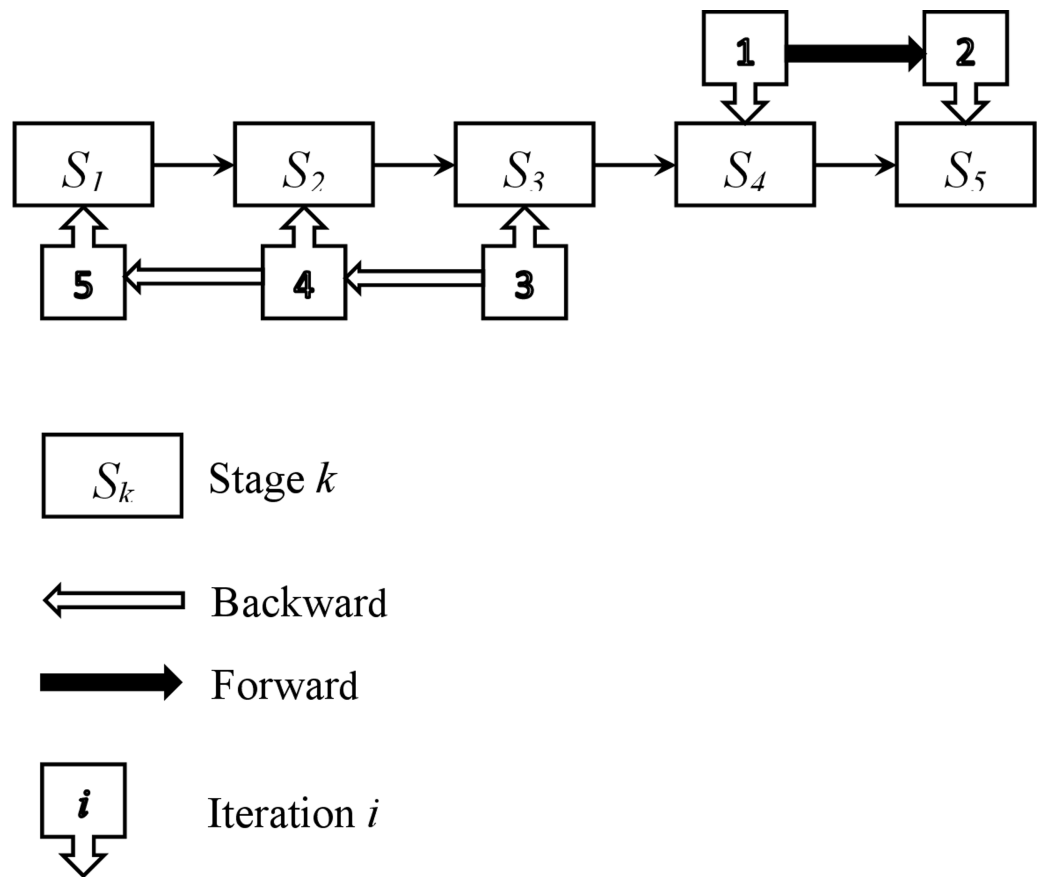 1 2
S1 S2 S3 S4 S5
5 4 3
Sk Stage k
Backward
Forward
i Iteration i